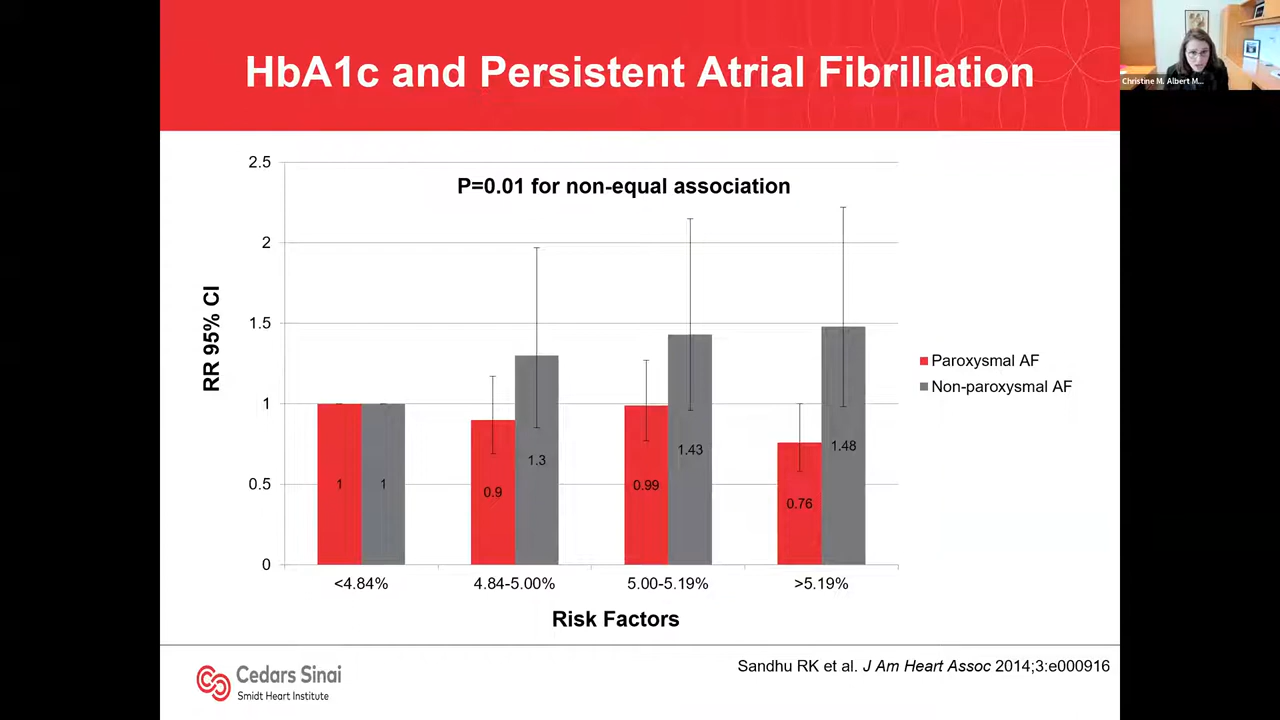 HbA1c and Persistent Atrial Fibrillation
Christine M. Albert M...
2.5
P=0.01 for non-equal association
2
1.5
1
0.5
0
RR 95% CI
1
1
0.9
1.3
0.99
1.43
0.76
1.48
Paroxysmal AF
Non-paroxysmal AF
<4.84%
4.84-5.00%
5.00-5.19%
>5.19%
Risk Factors
Cedars Sinai
Smidt Heart Institute
Sandhu RK et al. J Am Heart Assoc 2014;3:e000916